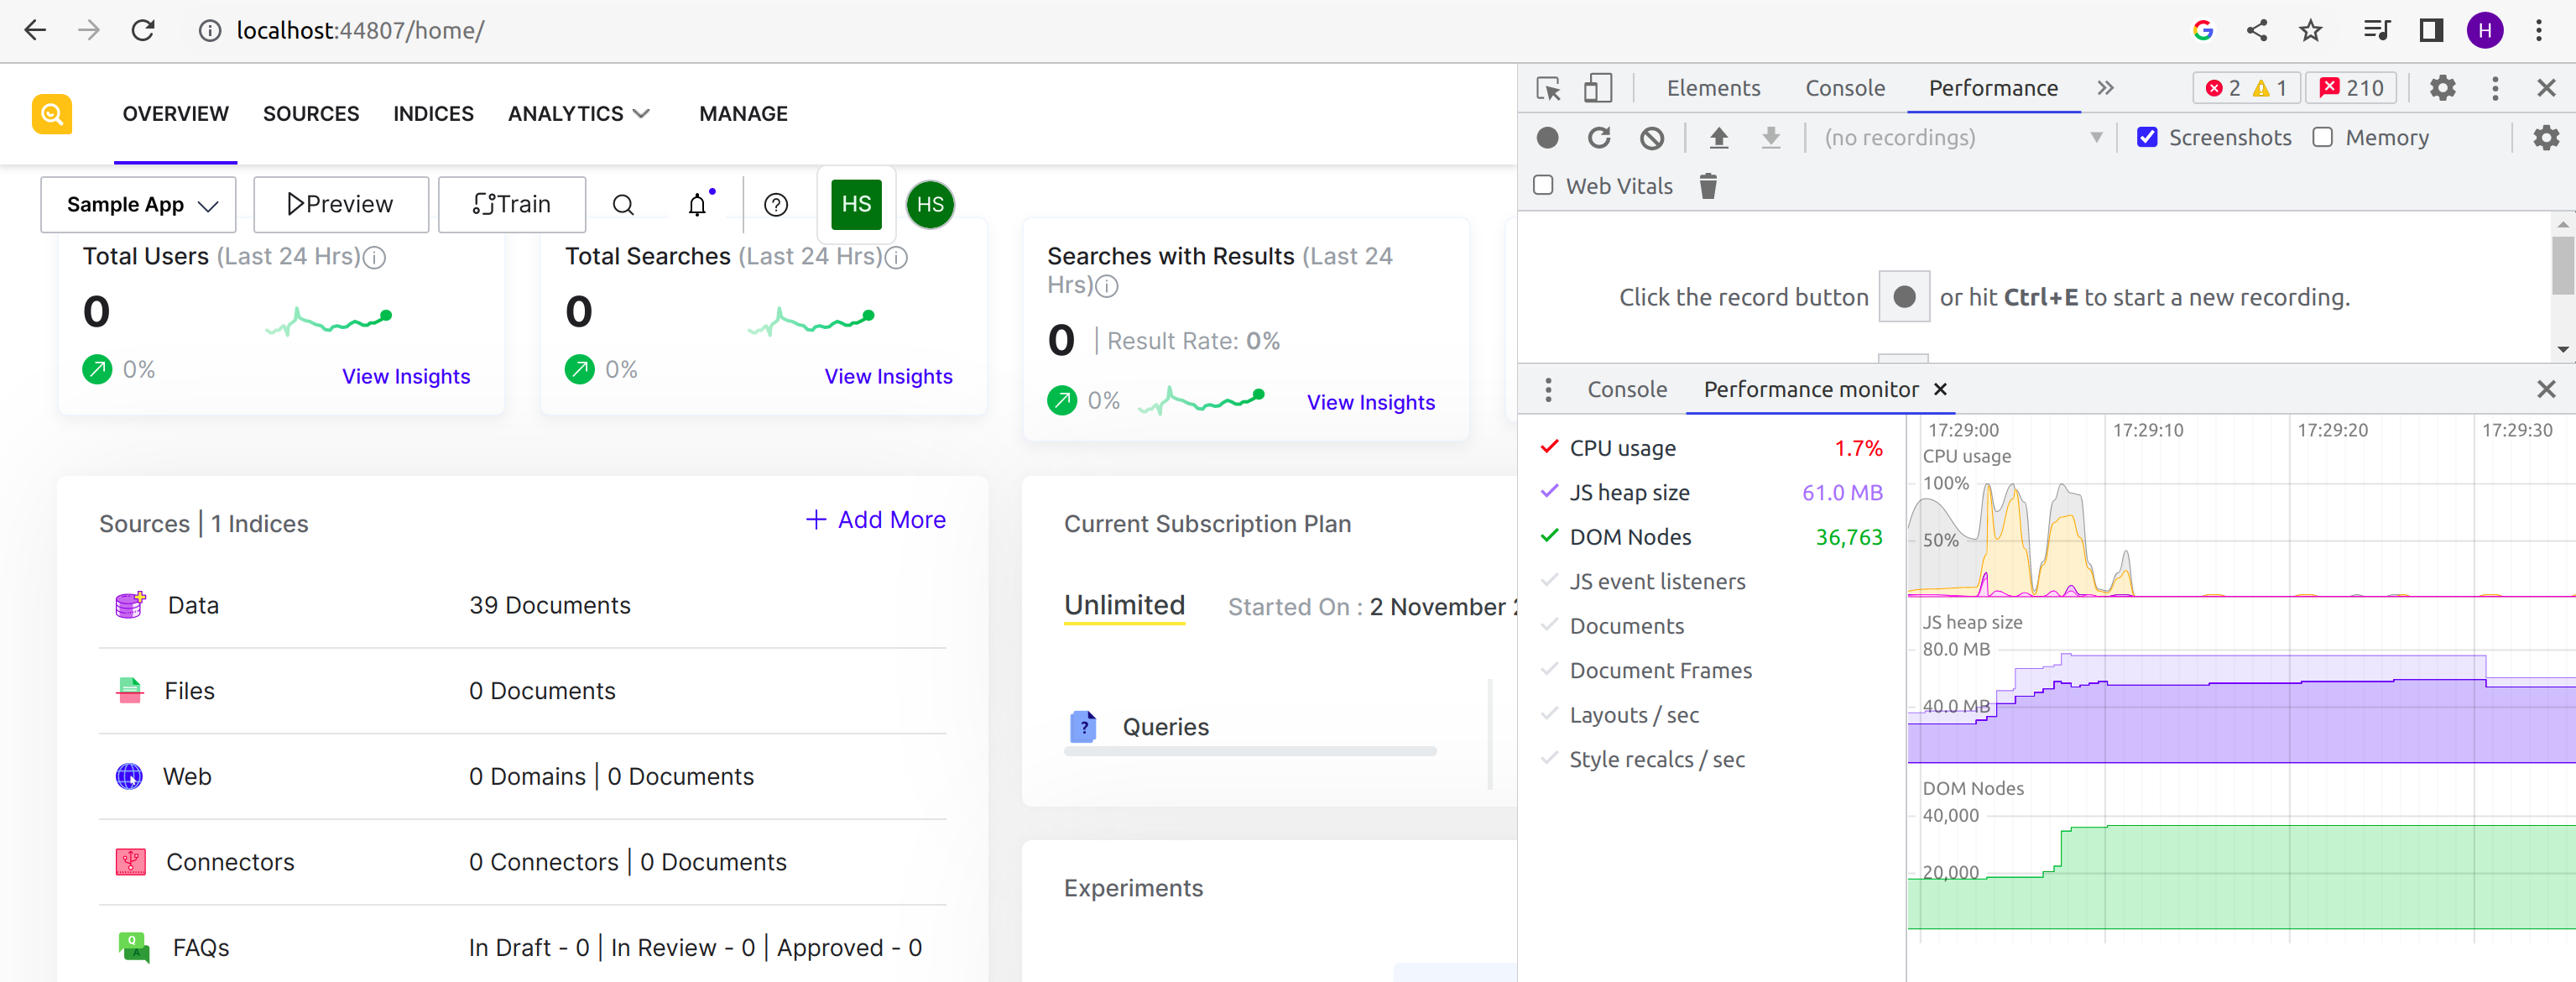 localhost:44807/home/
H
OVERVIEW SOURCES INDICES ANALYTICS MANAGE
Sample App Preview Train HS HS
Total Users (Last 24 Hrs)
0
0%
View Insights
Total Searches (Last 24 Hrs)
0
0%
View Insights
Searches with Results (Last 24
Hrs)
0 | Result Rate: 0%
0%
View Insights
Sources | 1 Indices
+ Add More
Data 39 Documents
Files 0 Documents
Web 0 Domains | 0 Documents
Connectors 0 Connectors | 0 Documents
FAQs In Draft - 0 | In Review - 0 | Approved - 0
Current Subscription Plan
Unlimited Started On : 2 November
Queries
Experiments
Elements Console Performance 2 1 210
(no recordings) Screenshots Memory
Web Vitals
Click the record button or hit Ctrl+E to start a new recording.
Console Performance monitor
CPU usage 1.7%
JS heap size 61.0 MB
DOM Nodes 36,763
JS event listeners
Documents
Document Frames
Layouts / sec
Style recalcs / sec
17:29:00 17:29:10 17:29:20 17:29:30
CPU usage
100%
50%
JS heap size
80.0 MB
40.0 MB
DOM Nodes
40,000
20,000